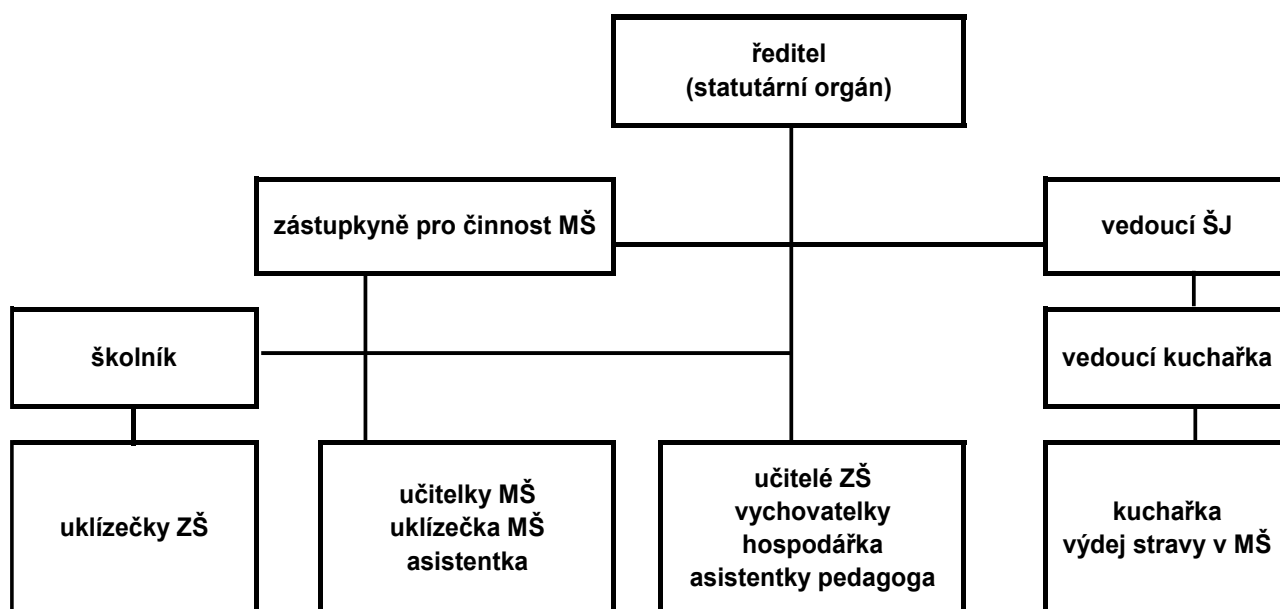 ředitel
(statutární orgán)
zástupkyně pro činnost MŠ
vedoucí ŠJ
školník
vedoucí kuchařka
uklízečky ZŠ
učitelky MŠ
uklízečka MŠ
asistentka
učitelé ZŠ
vychovatelky
hospodářka
asistentky pedagoga
kuchařka
výdej stravy v MŠ